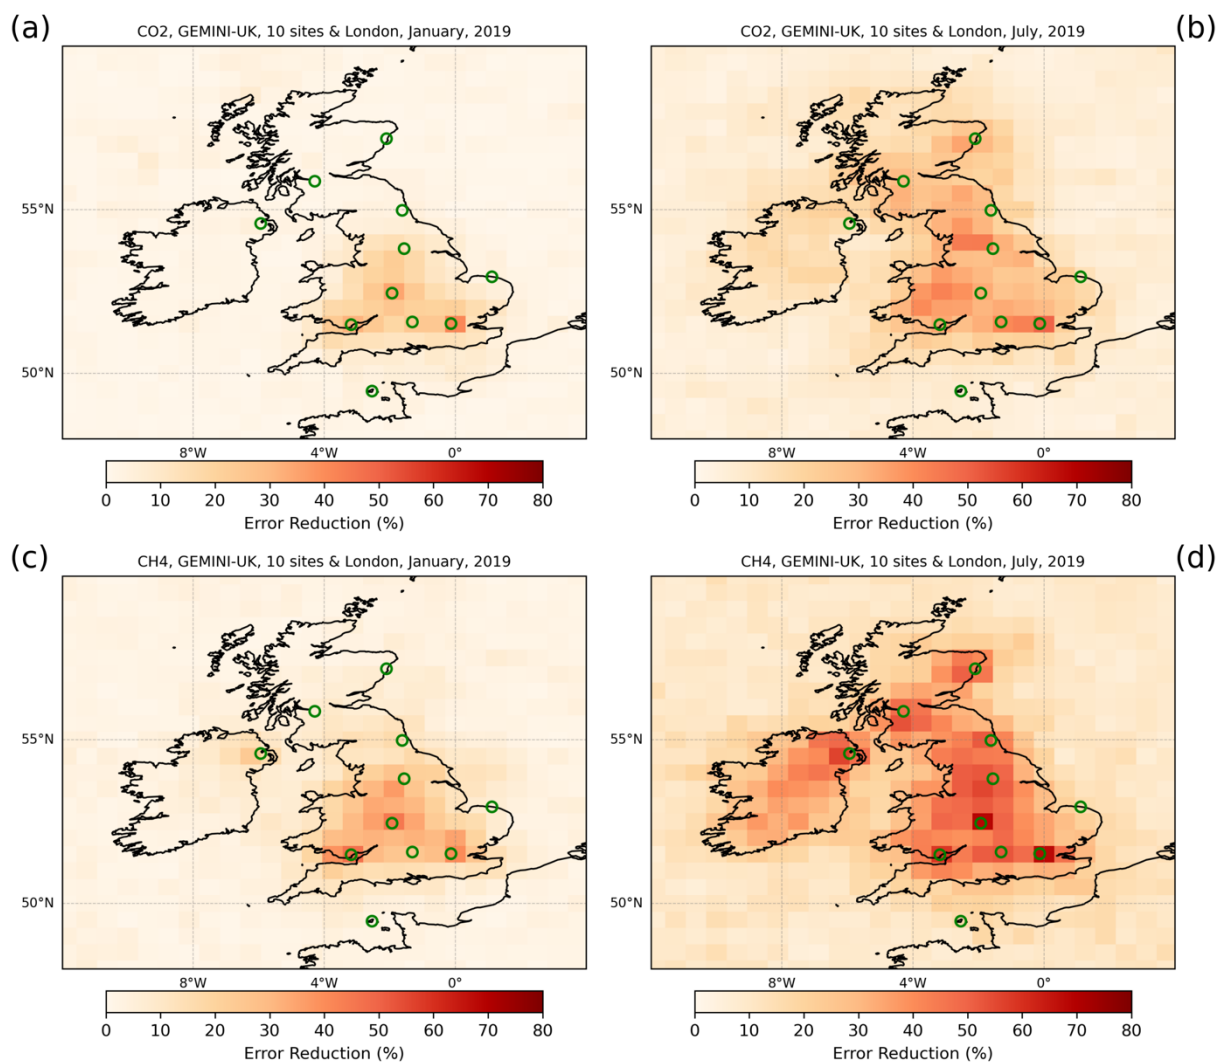 (a)
CO2, GEMINI-UK, 10 sites & London, January, 2019
CO2, GEMINI-UK, 10 sites & London, July, 2019
(b)
55°N
50°N
8°W 4°W 0°
8°W 4°W 0°
0 10 20 30 40 50 60 70 80
0 10 20 30 40 50 60 70 80
Error Reduction (%)
Error Reduction (%)
(c)
CH4, GEMINI-UK, 10 sites & London, January, 2019
CH4, GEMINI-UK, 10 sites & London, July, 2019
(d)
55°N
55°N
50°N
50°N
8°W 4°W 0°
8°W 4°W 0°
0 10 20 30 40 50 60 70 80
0 10 20 30 40 50 60 70 80
Error Reduction (%)
Error Reduction (%)